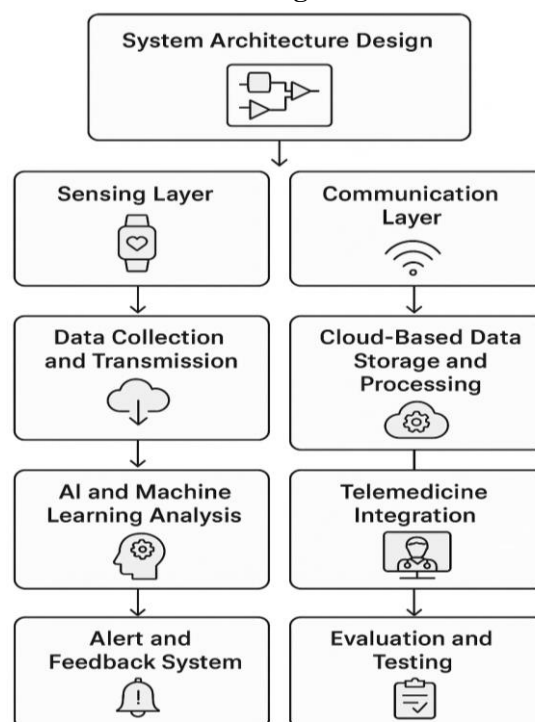 System Architecture Design
Sensing Layer
Communication
Layer
Data Collection
and Transmission
Cloud-Based Data
Storage and
Processing
AI and Machine
Learning Analysis
Telemedicine
Integration
Alert and
Feedback System
Evaluation and
Testing